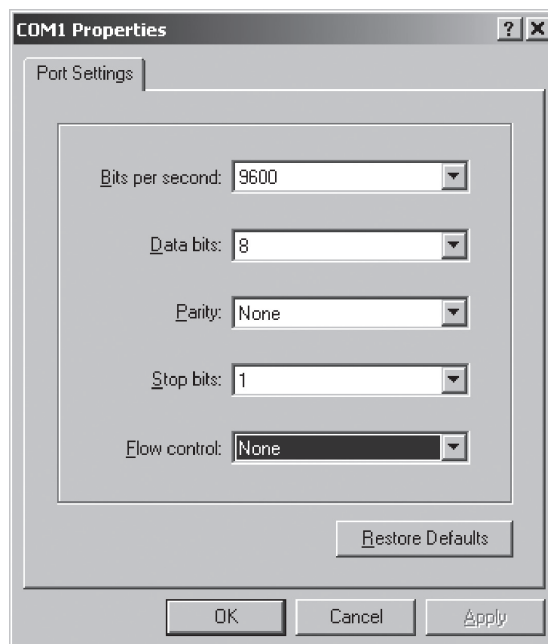 COM1 Properties
Port Settings
Bits per second: 9600
Data bits: 8
Parity: None
Stop bits: 1
Flow control: None
Restore Defaults
OK Cancel Apply